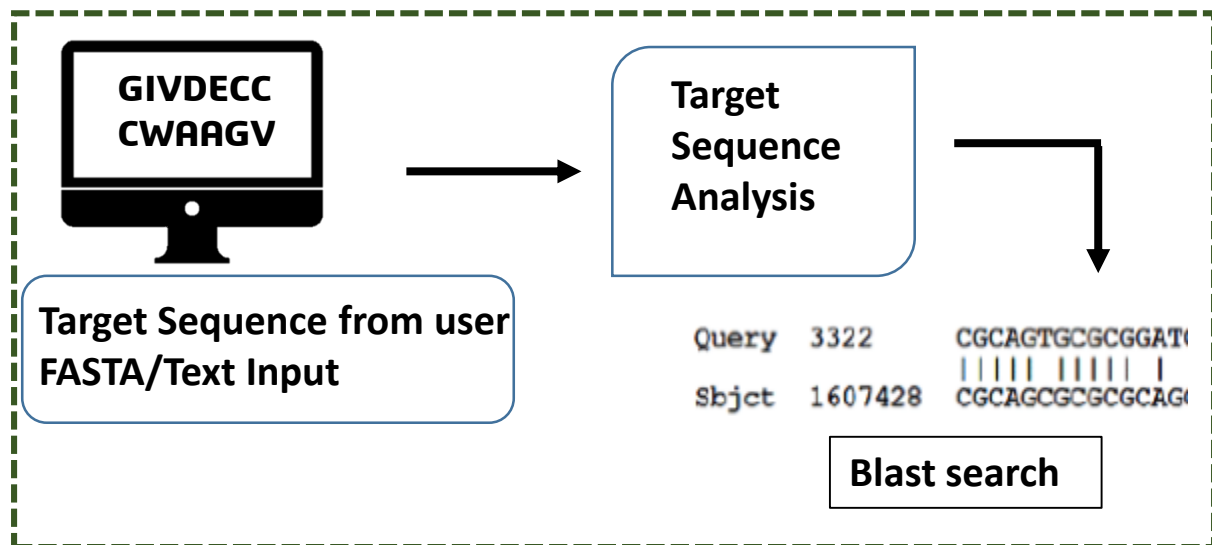 GIVDECC
CWAAGV
Target Sequence from user
FASTA/Text Input
Target
Sequence
Analysis
Query 3322 CGCAGTGCGCGGAT
Sbjct 1607428 CGCAGCGCGCGCAG
Blast search